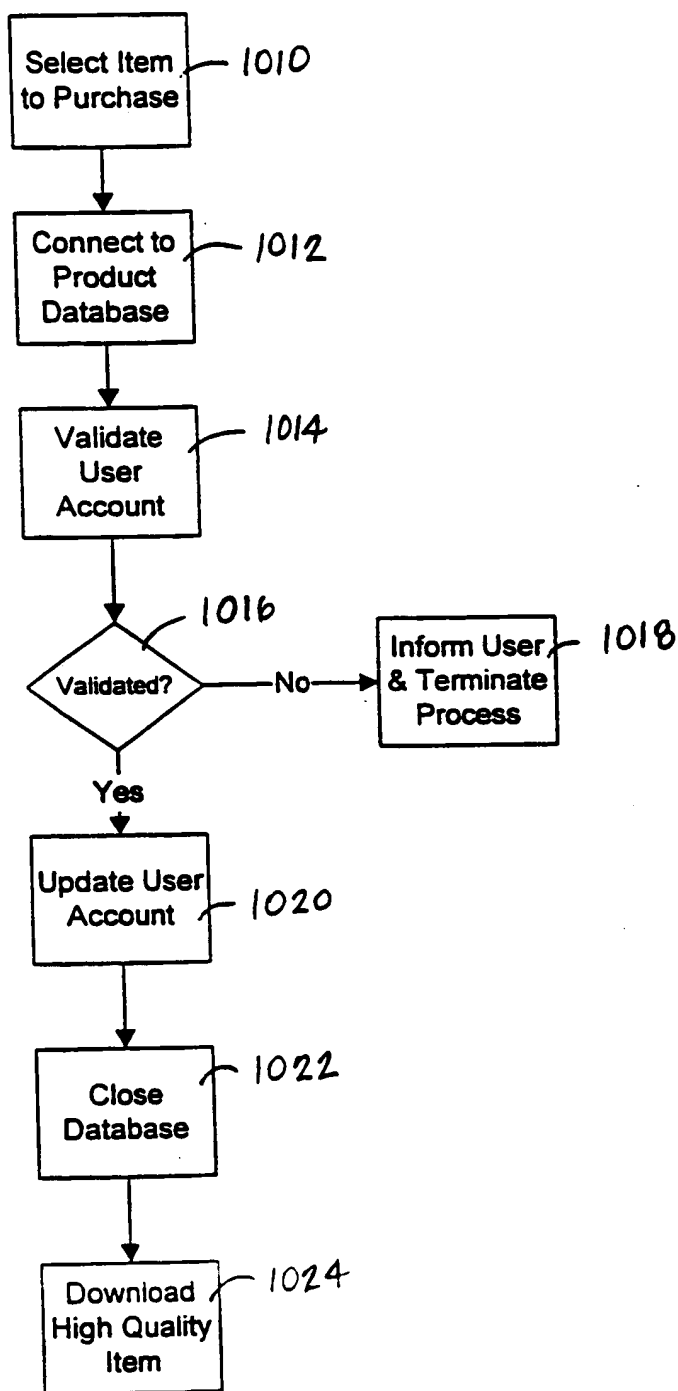 Select Item
to Purchase
1010
Connect to
Product
Database
1012
Validate
User
Account
1014
Validated?
1016
No
Inform User
& Terminate
Process
1018
Yes
Update User
Account
1020
Close
Database
1022
Download
High Quality
Item
1024